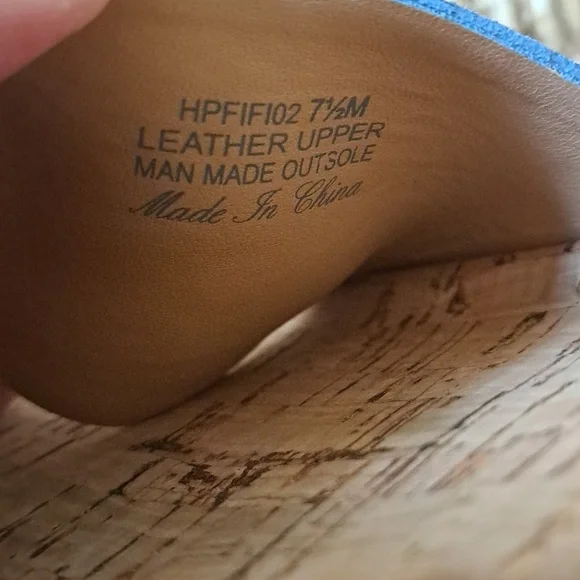 HPFIFI02 7½M
LEATHER UPPER
MAN MADE OUTSOLE
Made In China